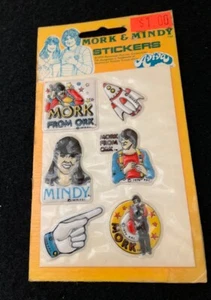 $1.00
MORK & MINDY
STICKERS
MORK
FROM ORK
MORK
FROM
ORK
MINDY
MORK